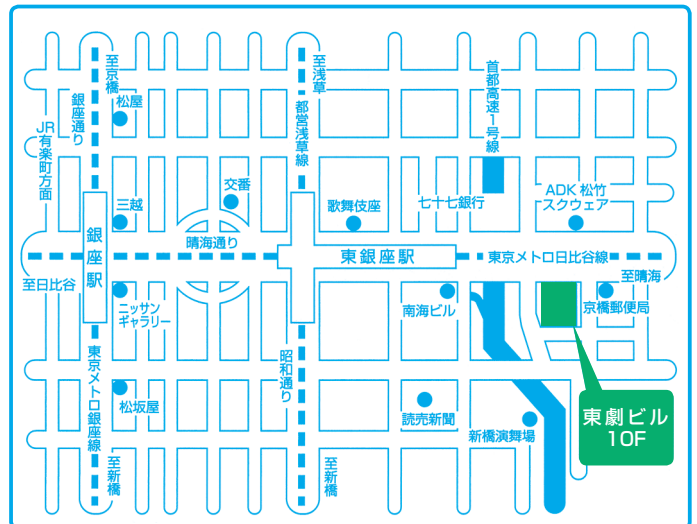 至京橋
松屋
銀座通り
JR有楽町方面
至浅草
都営浅草線
首都高速1号線
三越
交番
歌舞伎座
七十七銀行
ADK 松竹
スクウェア
銀座駅
晴海通り
東銀座駅
東京メトロ日比谷線
至日比谷
至晴海
ニッサン
ギャラリー
南海ビル
京橋郵便局
東京メトロ銀座線
昭和通り
松坂屋
読売新聞
新橋演舞場
東劇ビル
10F
至新橋
至新橋